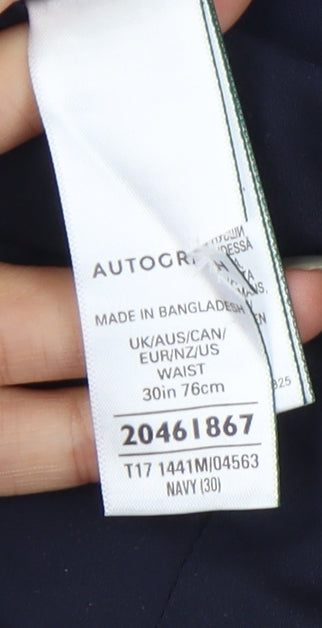 AUTOGR
MADE IN BANGLADESH
UK/AUS/CAN/
EUR/NZ/US
WAIST
30in 76cm
20461867
T17 1441M/04563
NAVY (30)
825